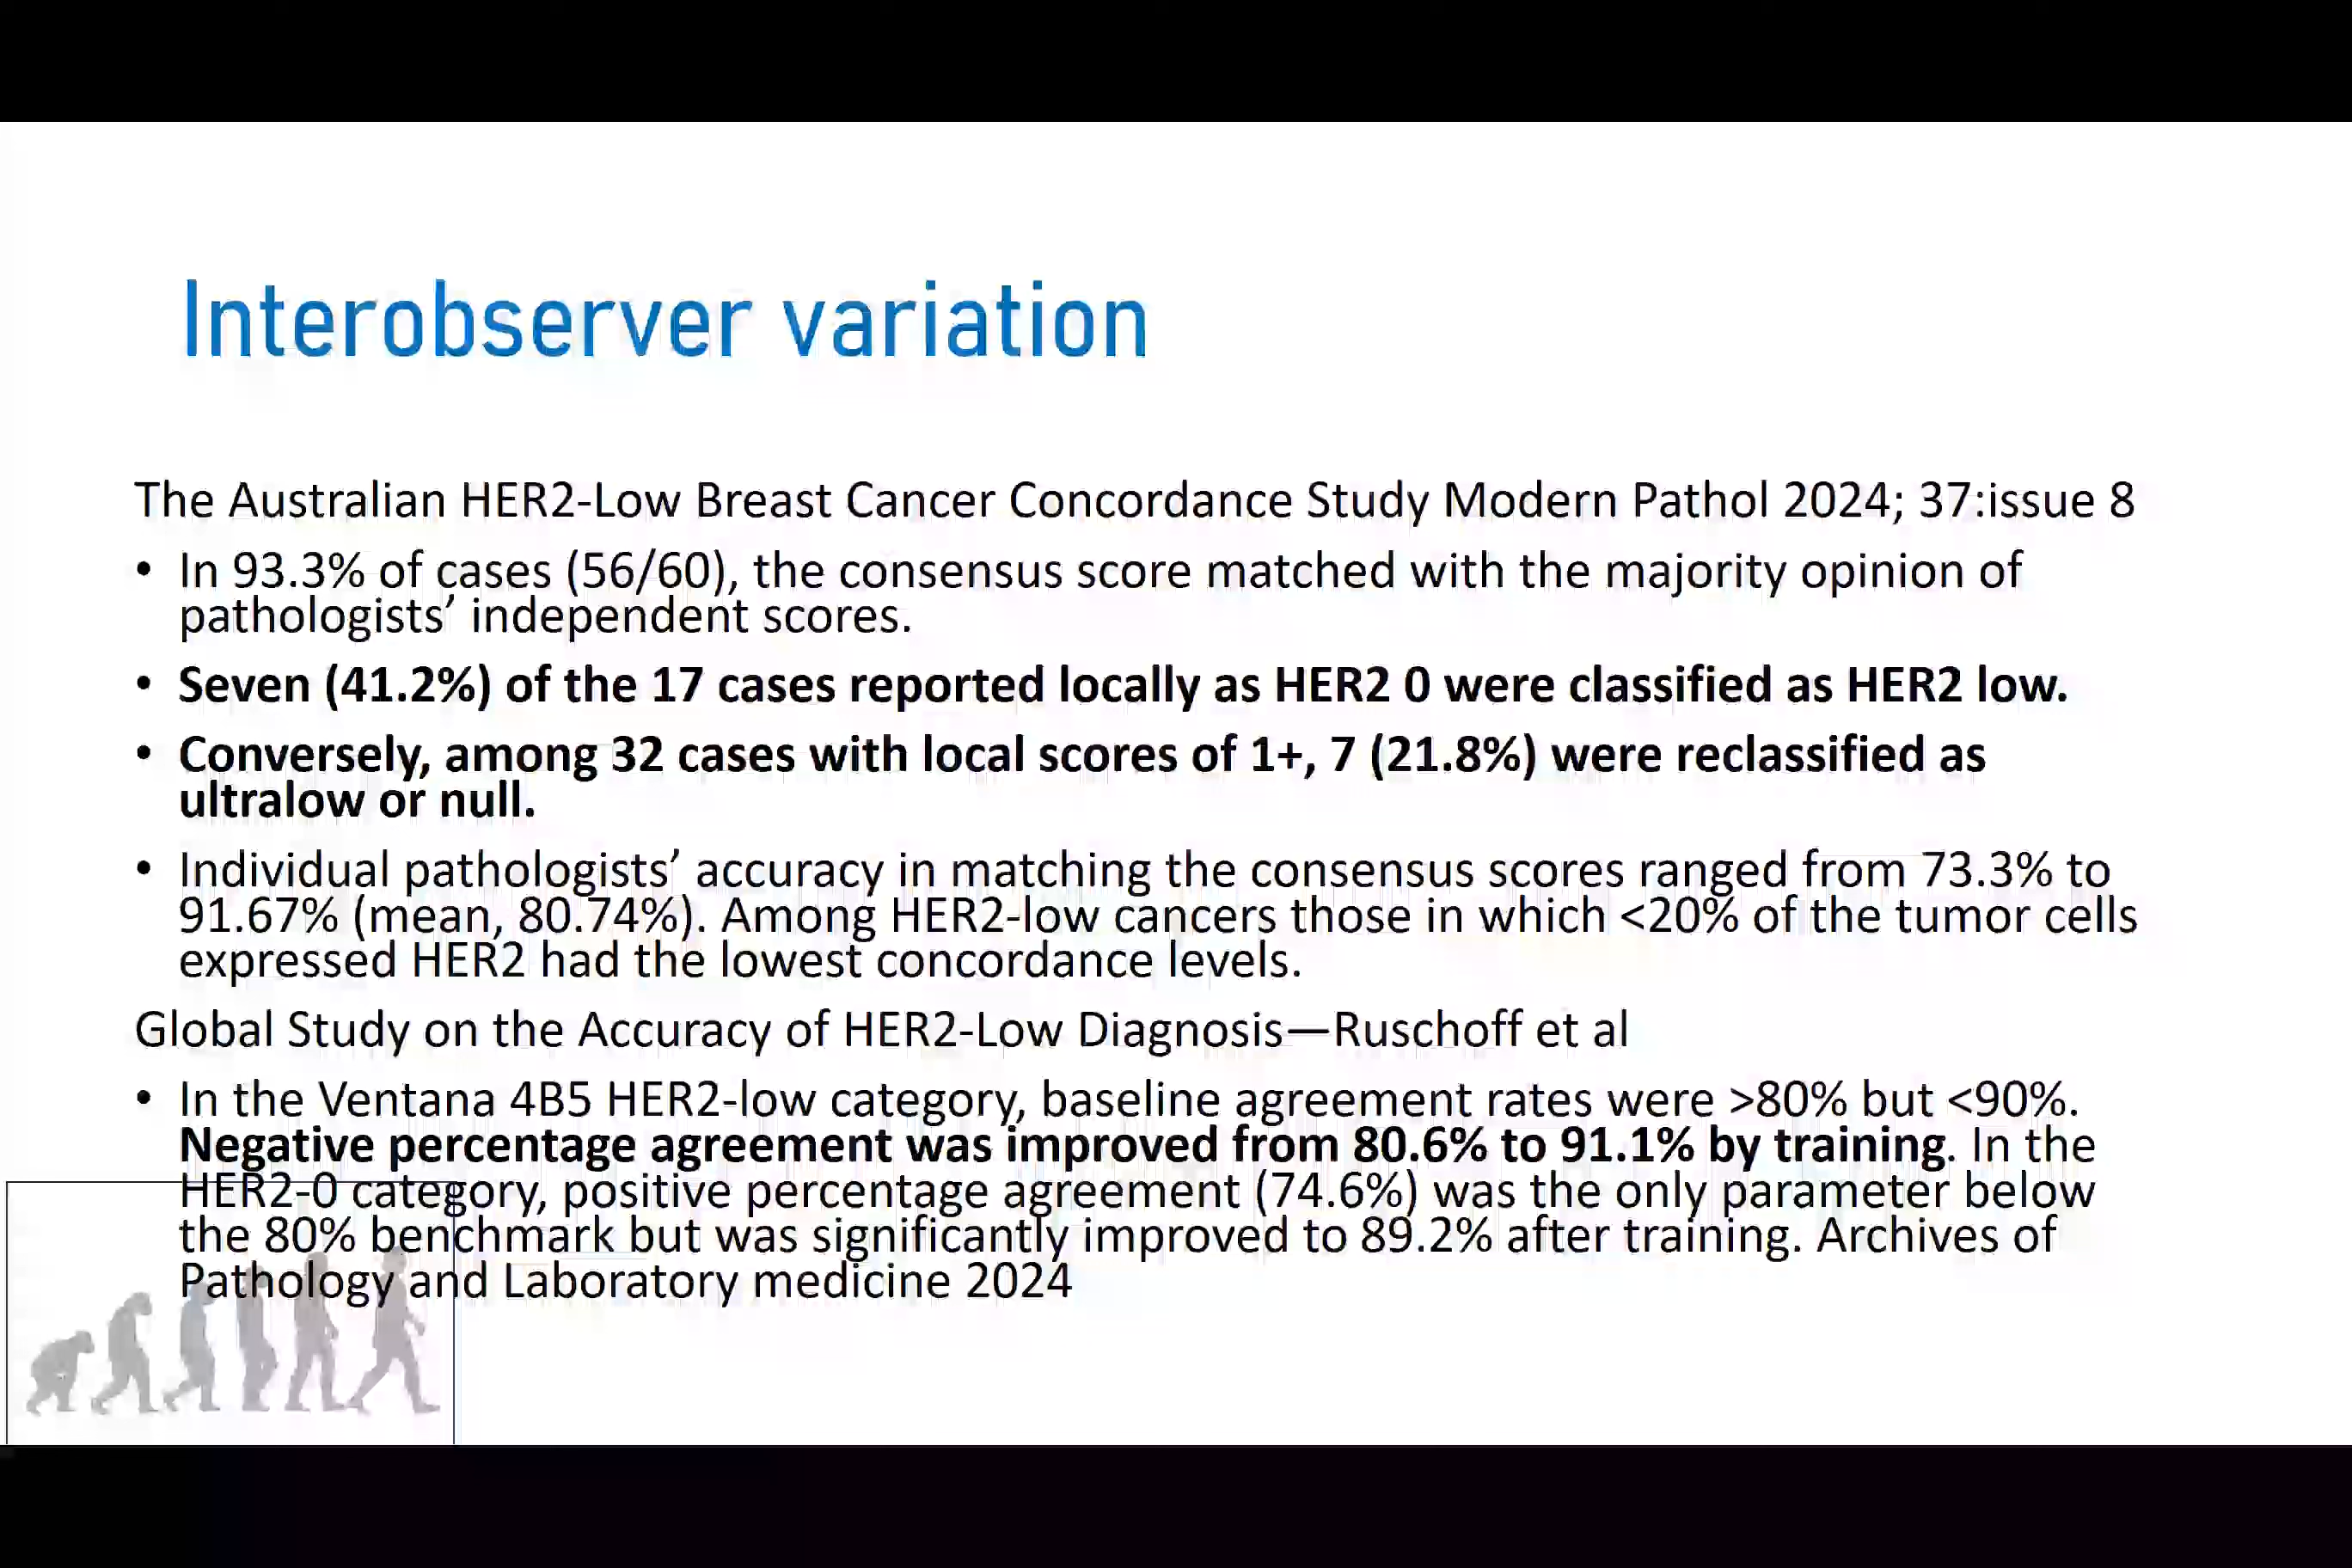 Interobserver variation
The Australian HER2-Low Breast Cancer Concordance Study Modern Pathol 2024; 37:issue 8
• In 93.3% of cases (56/60), the consensus score matched with the majority opinion of
pathologists’ independent scores.
• Seven (41.2%) of the 17 cases reported locally as HER2 0 were classified as HER2 low.
• Conversely, among 32 cases with local scores of 1+, 7 (21.8%) were reclassified as
ultralow or null.
• Individual pathologists’ accuracy in matching the consensus scores ranged from 73.3% to
91.67% (mean, 80.74%). Among HER2-low cancers those in which <20% of the tumor cells
expressed HER2 had the lowest concordance levels.
Global Study on the Accuracy of HER2-Low Diagnosis—Ruschoff et al
• In the Ventana 4B5 HER2-low category, baseline agreement rates were >80% but <90%.
Negative percentage agreement was improved from 80.6% to 91.1% by training. In the
HER2-0 category, positive percentage agreement (74.6%) was the only parameter below
the 80% benchmark but was significantly improved to 89.2% after training. Archives of
Pathology and Laboratory medicine 2024